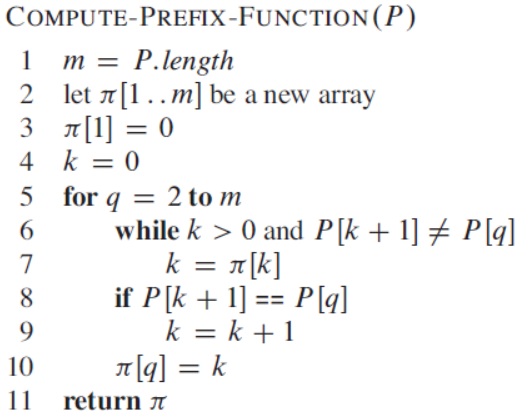 COMPUTE-PREFIX-FUNCTION(P)
1 m = P.length
2 let π[1..m] be a new array
3 π[1] = 0
4 k = 0
5 for q = 2 to m
6 while k > 0 and P[k + 1] ≠ P[q]
7 k = π[k]
8 if P[k + 1] == P[q]
9 k = k + 1
10 π[q] = k
11 return π